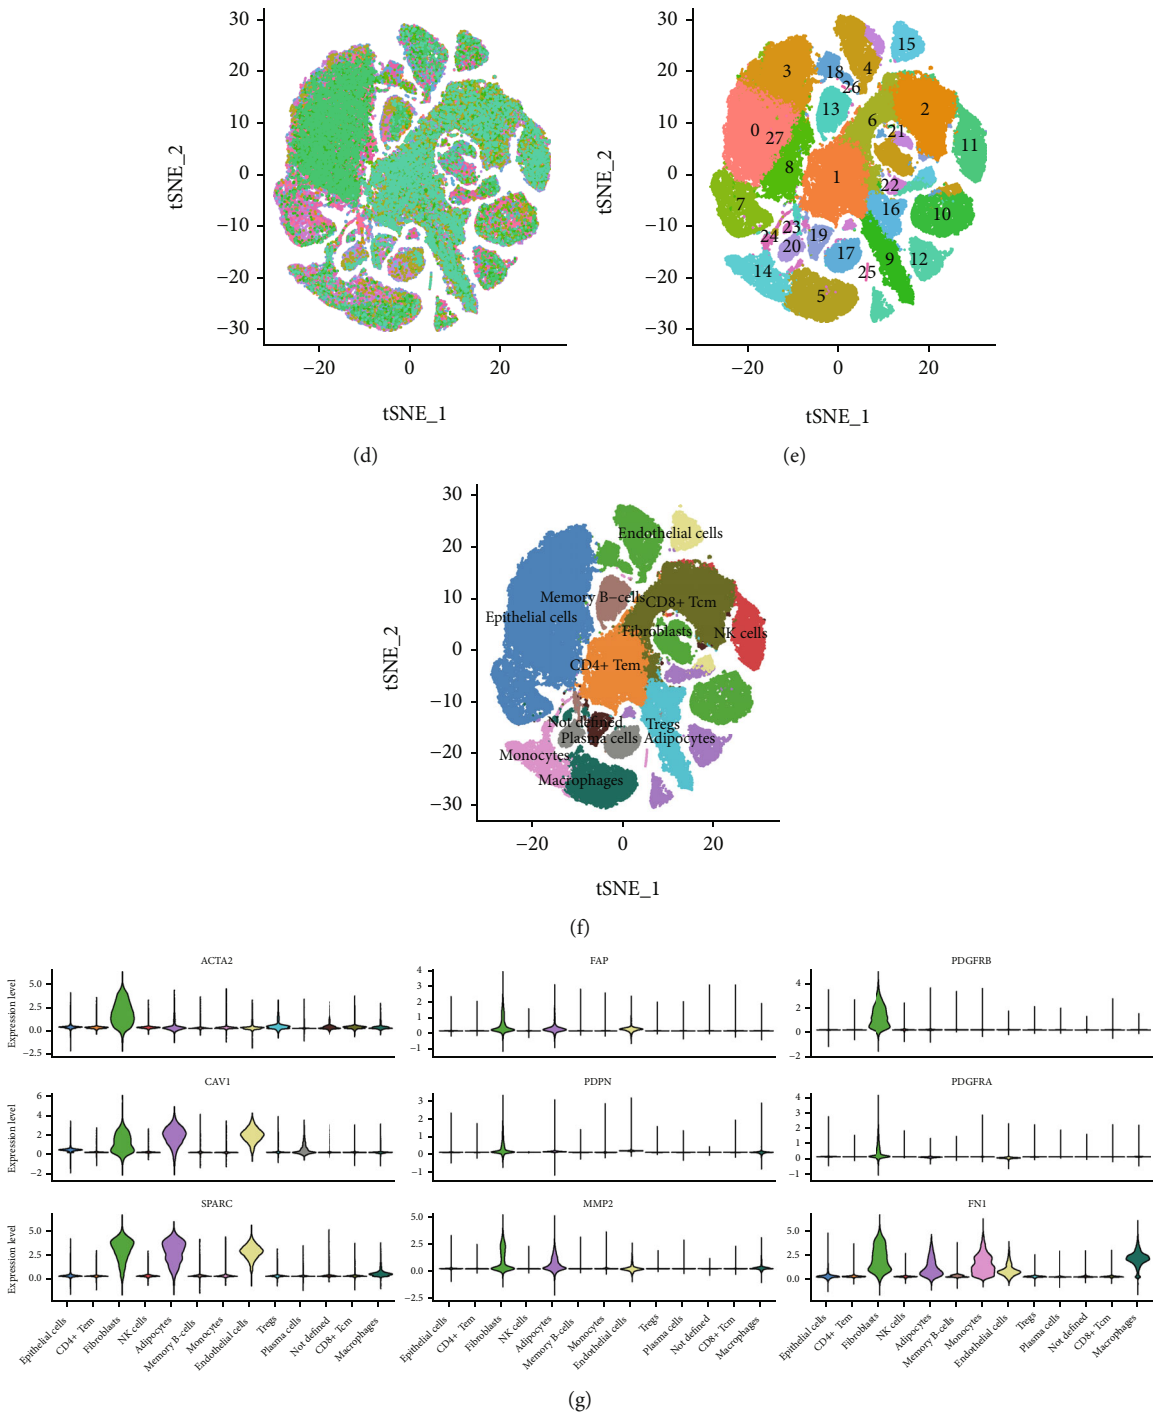 30
20
10
0
−10
−20
−30
tSNE_2
−20
0
20
tSNE_1
(d)
30
20
10
0
−10
−20
−30
tSNE_2
15
3
18
4
26
13
2
6
21
0
27
11
8
1
22
7
16
10
23
24
19
20
17
9
12
25
14
5
−20
0
20
tSNE_1
(e)
30
20
10
0
−10
−20
−30
tSNE_2
Endothelial cells
Memory B−cells
CD8+ Tcm
Epithelial cells
Fibroblasts
NK cells
CD4+ Tem
Not defined
Tregs
Plasma cells
Adipocytes
Monocytes
Macrophages
−20
0
20
tSNE_1
(f)
ACTA2
Expression level
5.0
2.5
0.0
−2.5
FAP
4
3
2
1
0
−1
PDGFRB
4
2
0
−2
CAV1
Expression level
6
4
2
0
−2
PDPN
3
2
1
0
−1
PDGFRA
4
3
2
1
0
−1
SPARC
Expression level
5.0
2.5
0.0
MMP2
5.0
2.5
0.0
−2.5
FN1
5.0
2.5
0.0
Epithelial cells
CD4+ Tem
Fibroblasts
NK cells
Adipocytes
Memory B−cells
Monocytes
Endothelial cells
Tregs
Plasma cells
Not defined
CD8+ Tcm
Macrophages
Epithelial cells
CD4+ Tem
Fibroblasts
NK cells
Adipocytes
Memory B−cells
Monocytes
Endothelial cells
Tregs
Plasma cells
Not defined
CD8+ Tcm
Macrophages
Epithelial cells
CD4+ Tem
Fibroblasts
NK cells
Adipocytes
Memory B−cells
Monocytes
Endothelial cells
Tregs
Plasma cells
Not defined
CD8+ Tcm
Macrophages
(g)